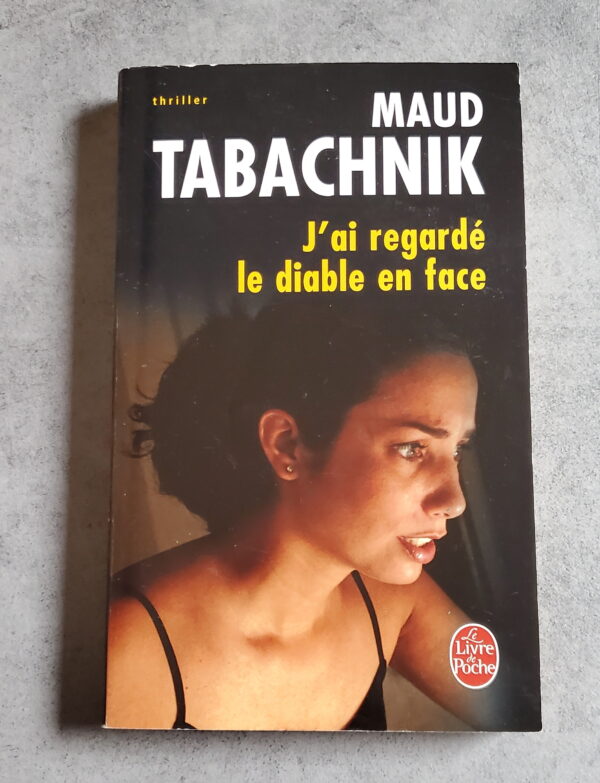 thriller
MAUD
TABACHNIK
J'ai regardé
le diable en face
Le
Livre
de
Poche